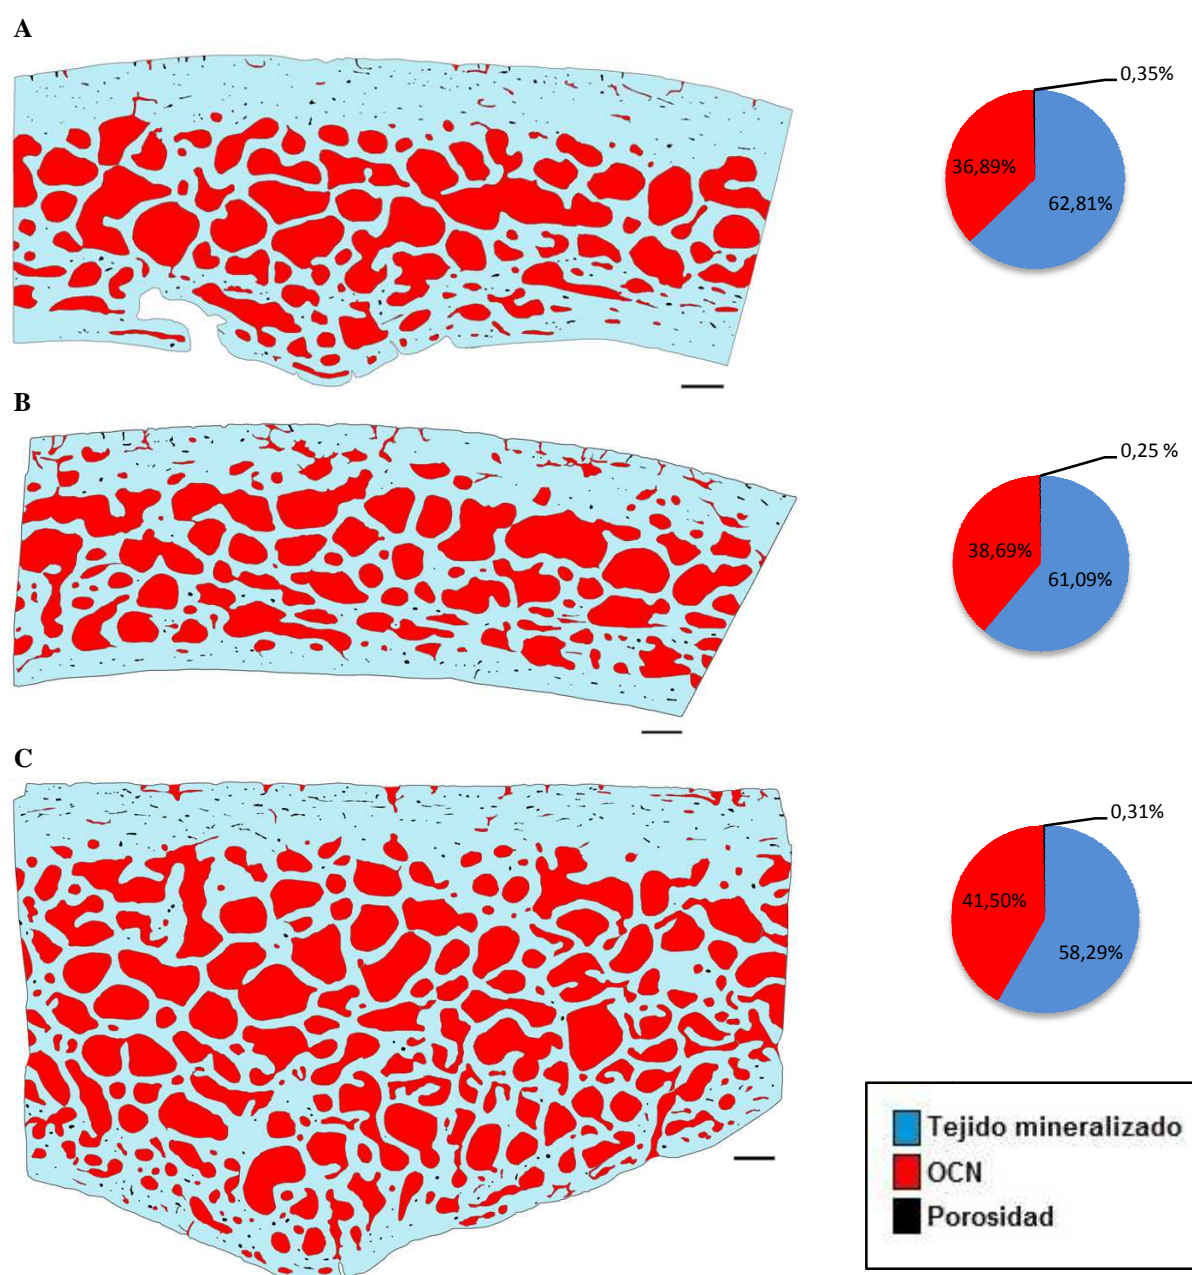 A
0,35%
36,89%
62,81%
B
0,25 %
38,69%
61,09%
C
0,31%
41,50%
58,29%
Tejido mineralizado
OCN
Porosidad